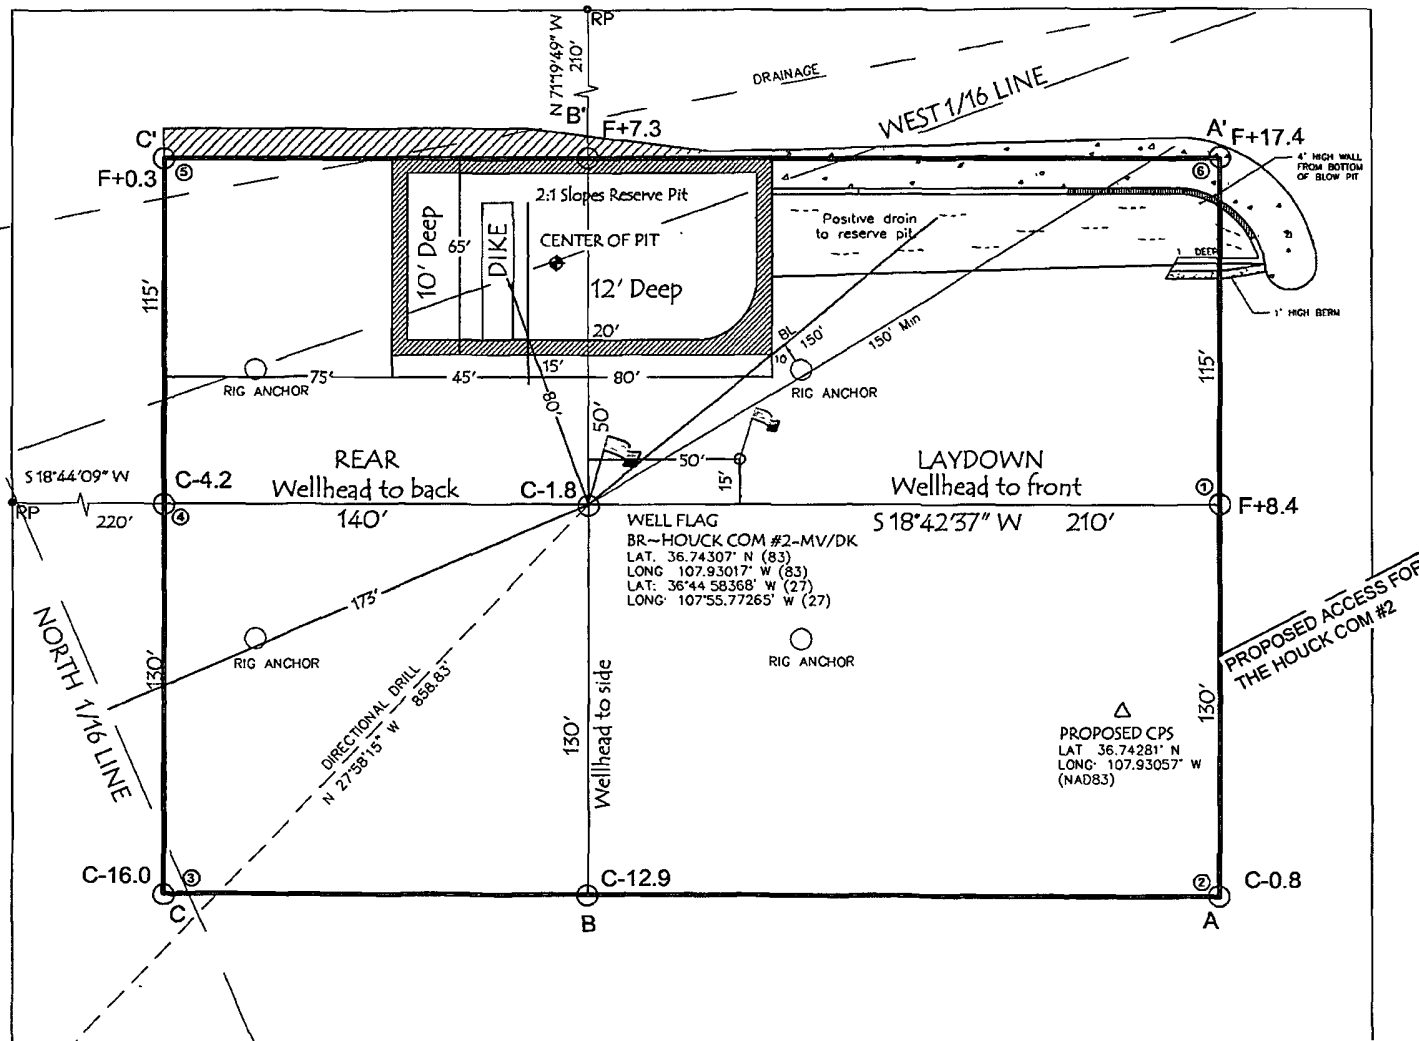 RP
N 71°19'49" W
210'
DRAINAGE
WEST 1/16 LINE
C'
B'
F+7.3
A'
F+17.4
F+0.3
5
6
4' HIGH WALL
FROM BOTTOM
OF BLOW PIT
2:1 Slopes Reserve Pit
10' Deep
65'
DIKE
CENTER OF PIT
12' Deep
20'
Positive drain
to reserve pit
DEEP
1' HIGH BERM
115'
115'
BL
150'
10
150' Min
RIG ANCHOR
75'
45'
15'
80'
RIG ANCHOR
80'
50'
50'
15'
S 18°44'09" W
RP
220'
C-4.2
4
REAR
Wellhead to back
140'
C-1.8
LAYDOWN
Wellhead to front
S 18°42'37" W 210'
1
F+8.4
WELL FLAG
BR~HOUCK COM #2-MV/DK
LAT. 36.74307° N (83)
LONG 107.93017° W (83)
LAT: 36°44 58368' W (27)
LONG· 107°55.77265' W (27)
PROPOSED ACCESS FOR
THE HOUCK COM #2
173'
RIG ANCHOR
RIG ANCHOR
NORTH 1/16 LINE
130'
DIRECTIONAL DRILL
N 27°58'15" W 858.83'
130'
Wellhead to side
130'
PROPOSED CPS
LAT 36.74281° N
LONG· 107.93057° W
(NAD83)
C-16.0
3
C
C-12.9
B
2
C-0.8
A